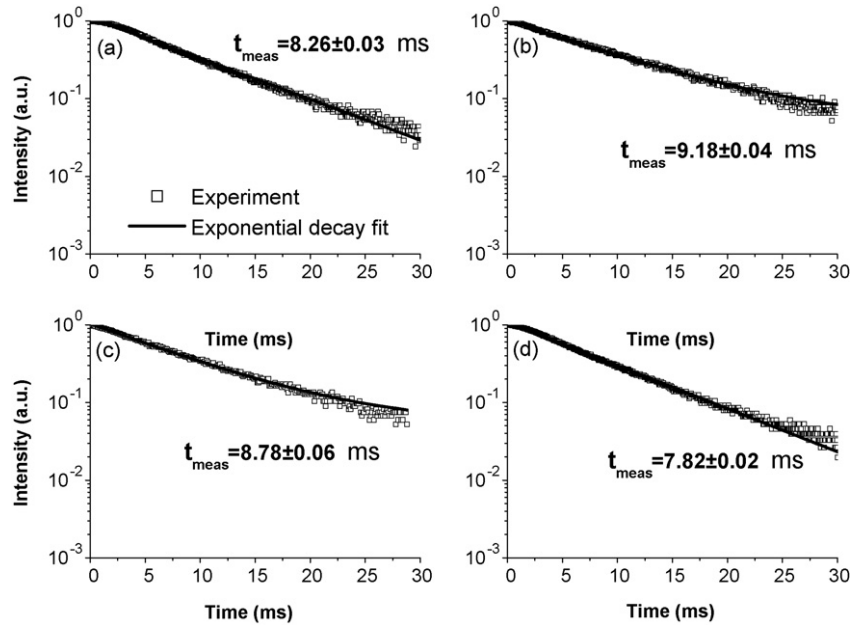 (a) t_meas=8.26±0.03 ms
(b)
t_meas=9.18±0.04 ms
Experiment
Exponential decay fit
Intensity (a.u.)
10^0
10^-1
10^-2
10^-3
0 5 10 15 20 25 30
Time (ms)
Intensity (a.u.)
10^0
10^-1
10^-2
10^-3
0 5 10 15 20 25 30
Time (ms)
(c)
t_meas=8.78±0.06 ms
Intensity (a.u.)
10^0
10^-1
10^-2
10^-3
0 5 10 15 20 25 30
Time (ms)
(d)
t_meas=7.82±0.02 ms
Intensity (a.u.)
10^0
10^-1
10^-2
10^-3
0 5 10 15 20 25 30
Time (ms)